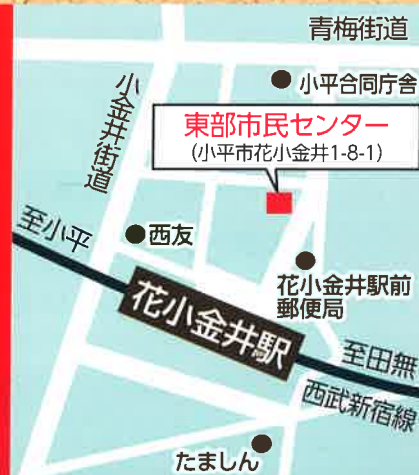 青梅街道
小平合同庁舎
小金井街道
東部市民センター
(小平市花小金井1-8-1)
至小平
西友
花小金井駅前
郵便局
花小金井駅
至田無
西武新宿線
たましん